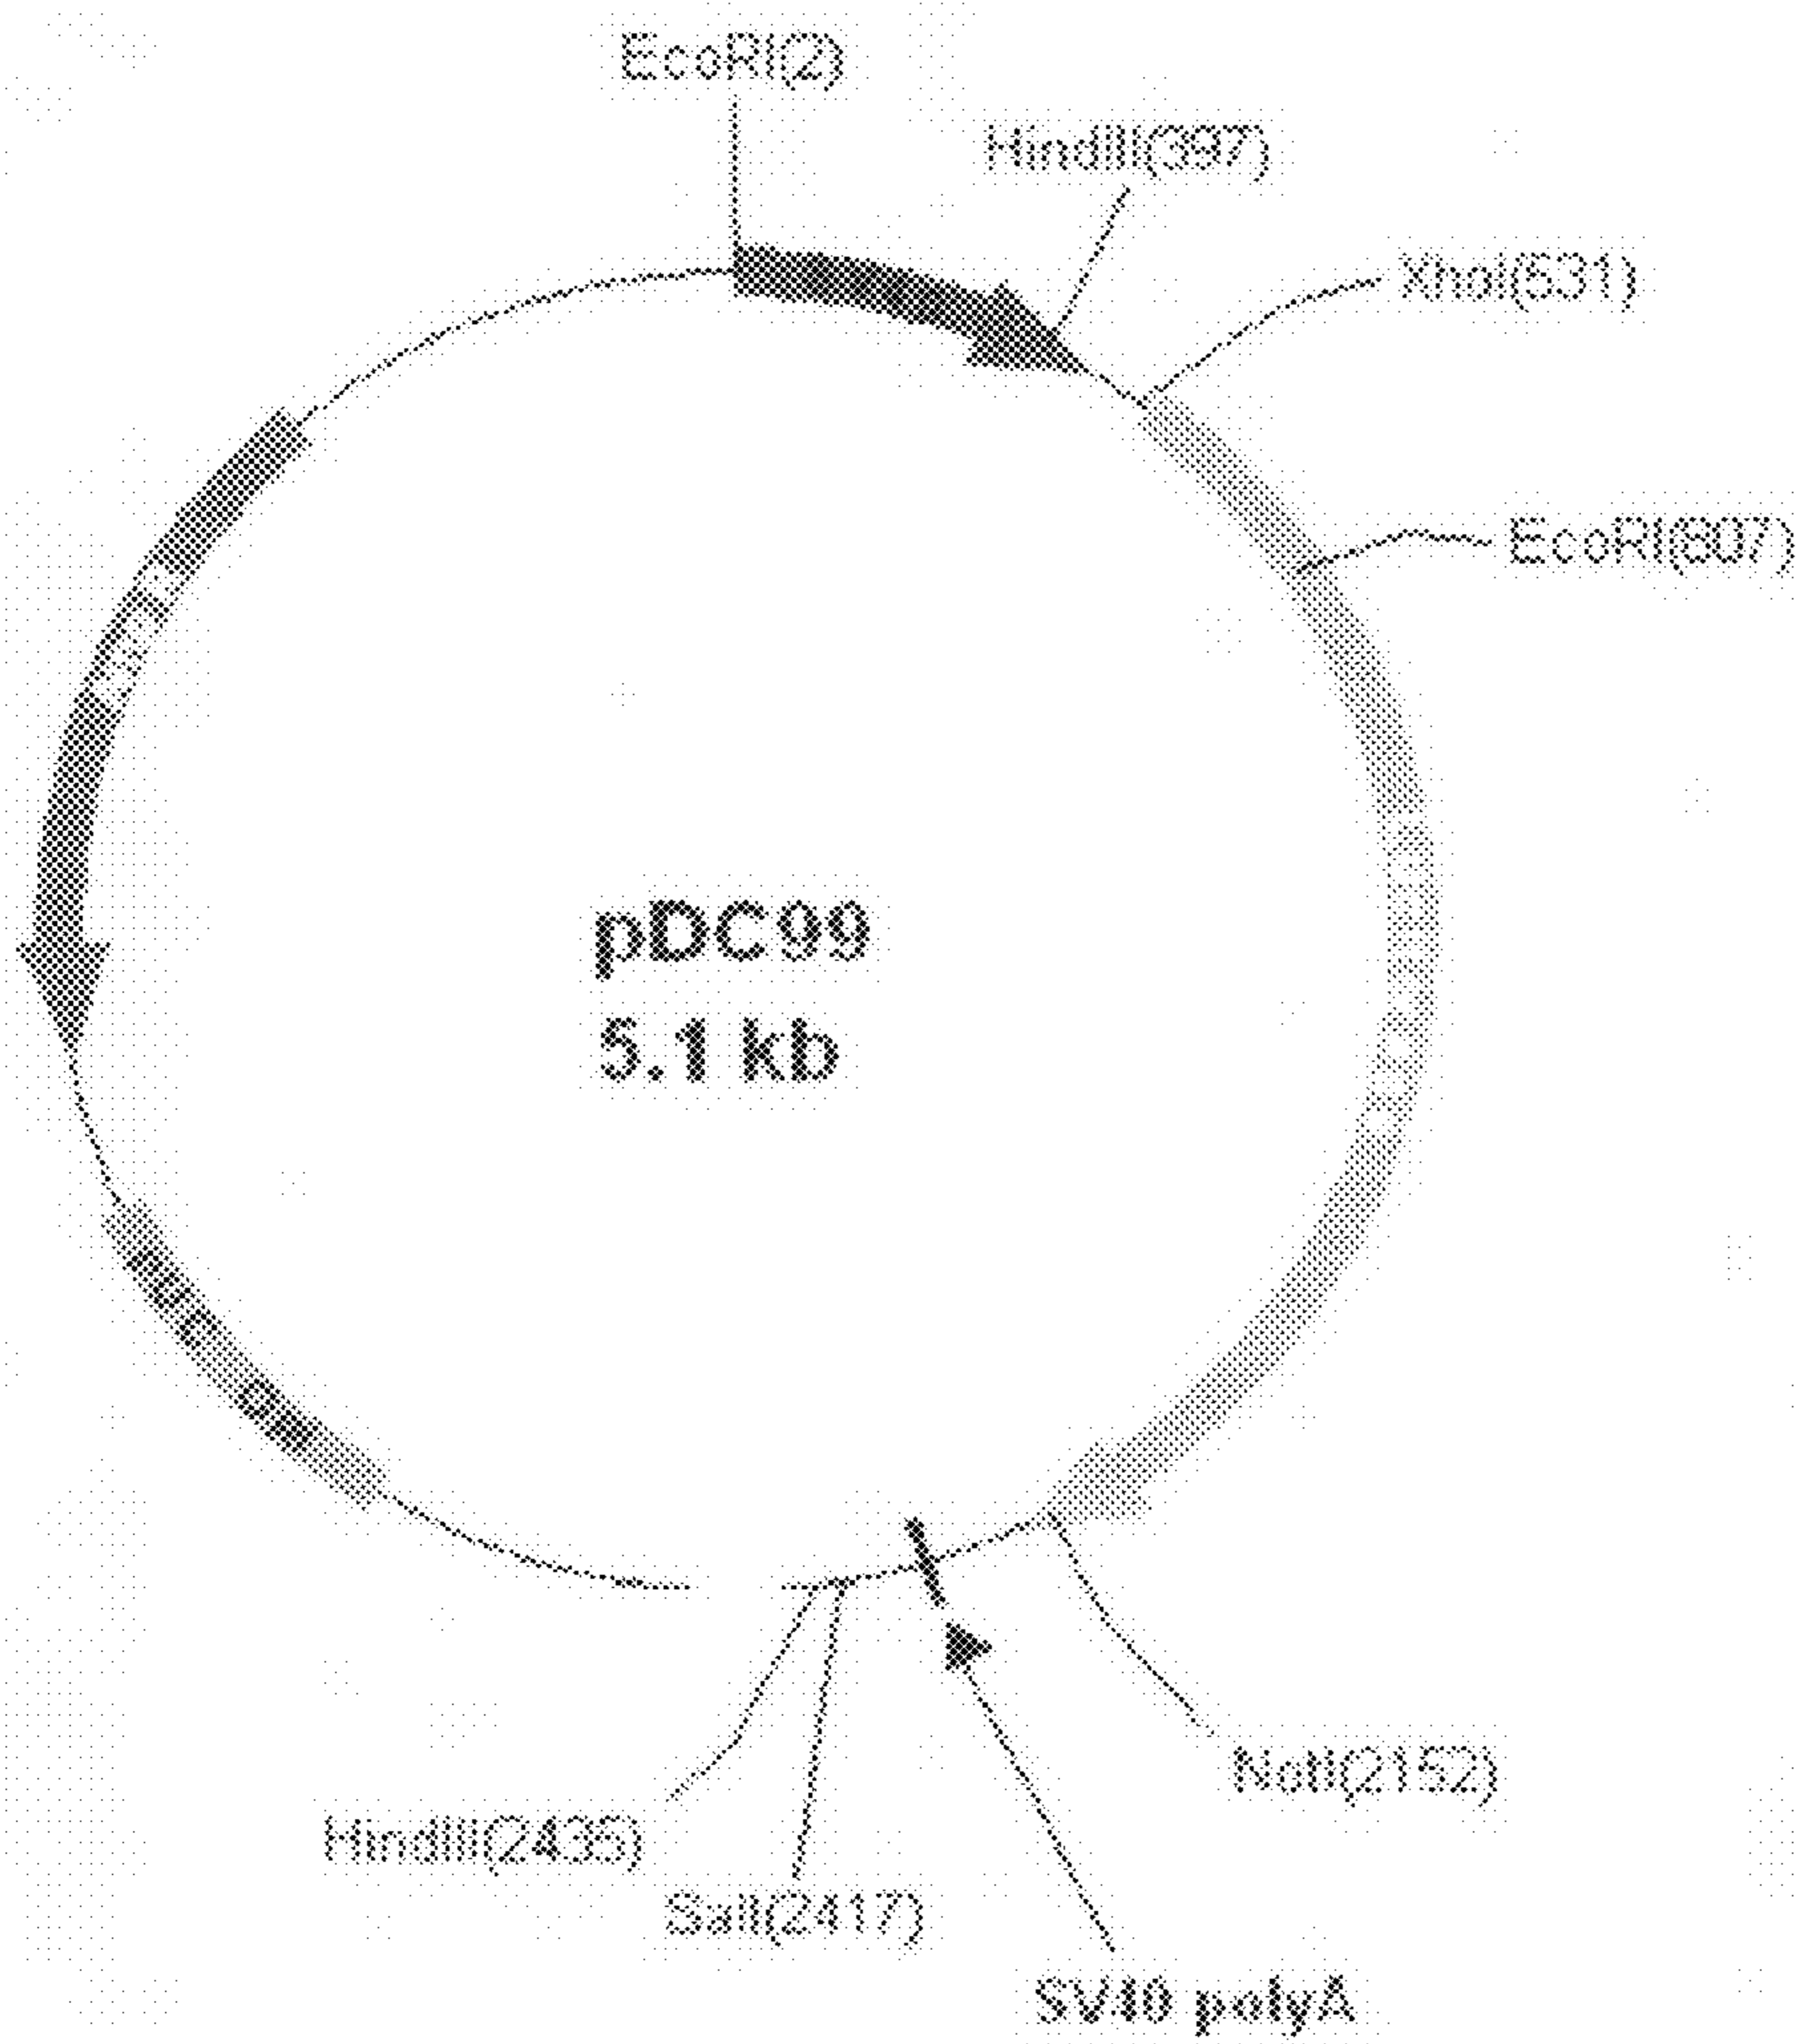 EcoRI(2)
HindIII(397)
XhoI(631)
EcoRI(807)
pDC99
5.1 kb
NotI(2152)
HindIII(2435)
SalI(2417)
SV40 polyA